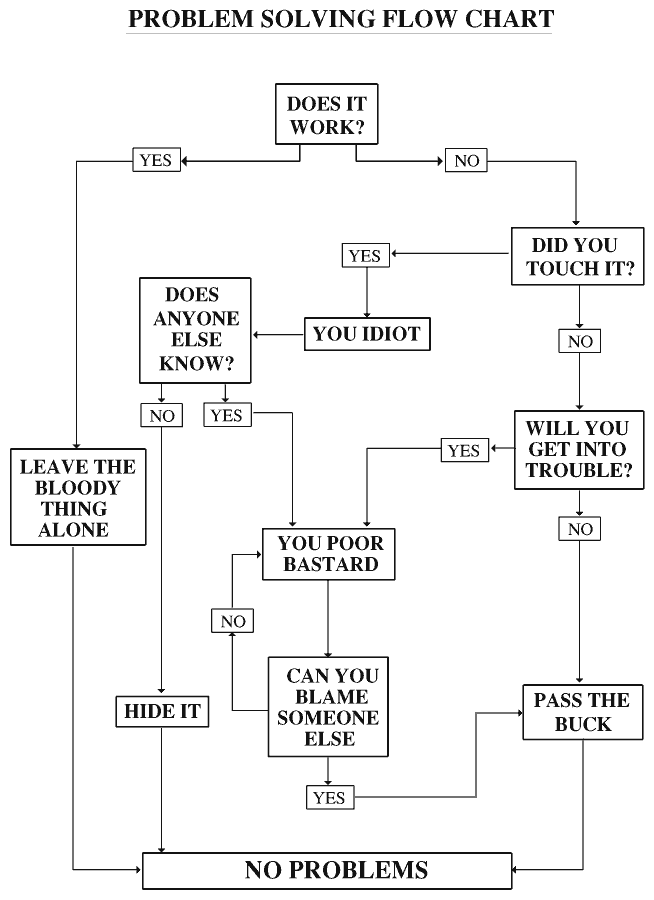 PROBLEM SOLVING FLOW CHART
DOES IT
WORK?
YES
NO
DID YOU
TOUCH IT?
YES
DOES
ANYONE
ELSE
KNOW?
YOU IDIOT
NO
NO
YES
WILL YOU
GET INTO
TROUBLE?
YES
LEAVE THE
BLOODY
THING
ALONE
NO
YOU POOR
BASTARD
NO
CAN YOU
BLAME
SOMEONE
ELSE
HIDE IT
PASS THE
BUCK
YES
NO PROBLEMS